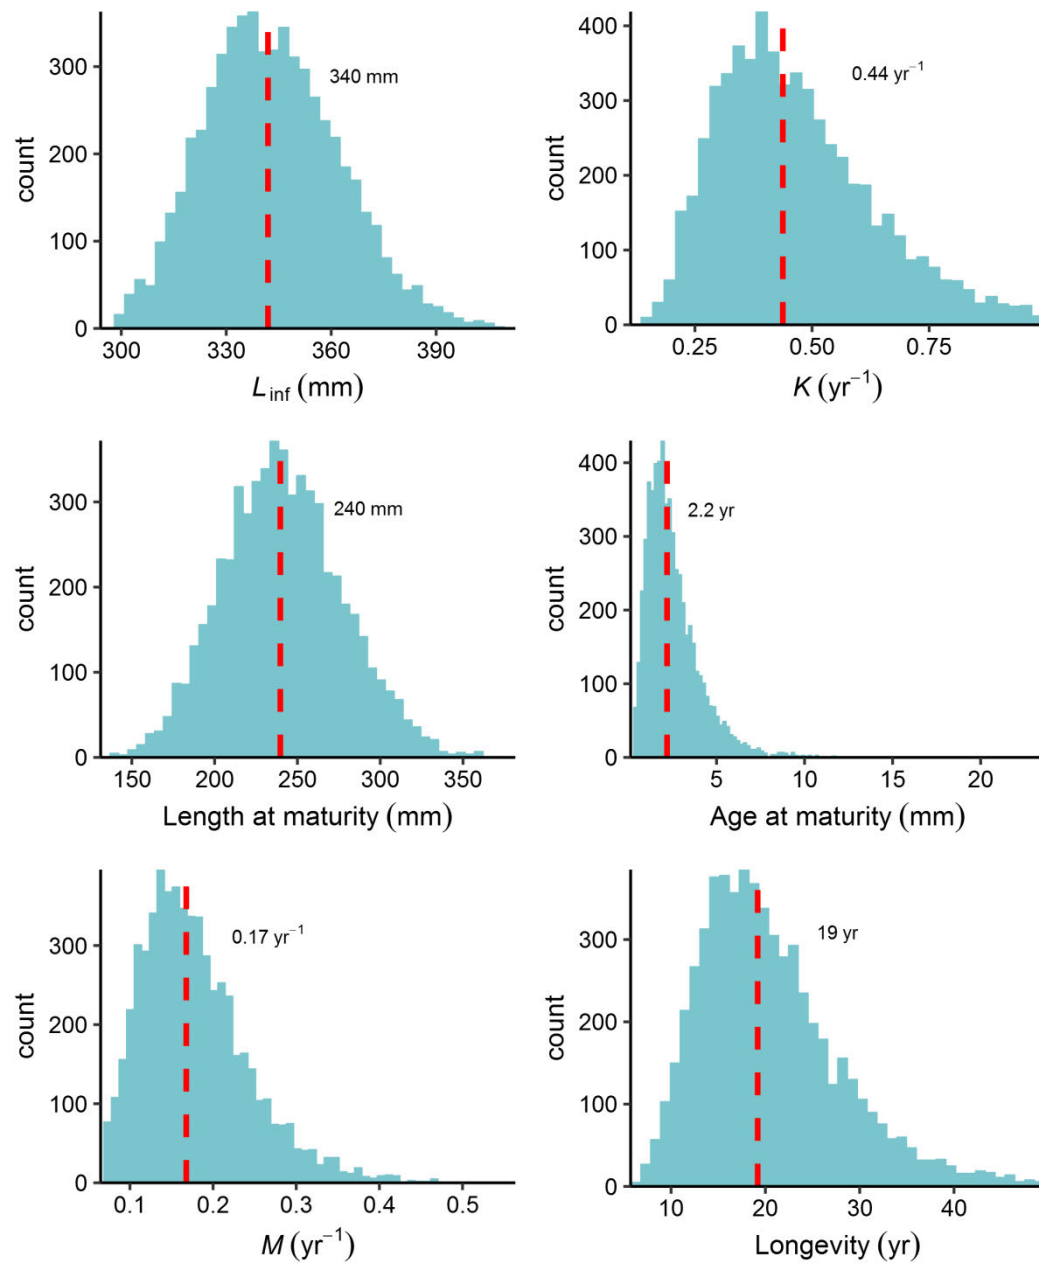 count
300
200
100
0
340 mm
300 330 360 390
L_inf (mm)
count
400
300
200
100
0
0.44 yr⁻¹
0.25 0.50 0.75
K (yr⁻¹)
count
300
200
100
0
240 mm
150 200 250 300 350
Length at maturity (mm)
count
400
300
200
100
0
2.2 yr
5 10 15 20
Age at maturity (mm)
count
300
200
100
0
0.17 yr⁻¹
0.1 0.2 0.3 0.4 0.5
M (yr⁻¹)
count
300
200
100
0
19 yr
10 20 30 40
Longevity (yr)